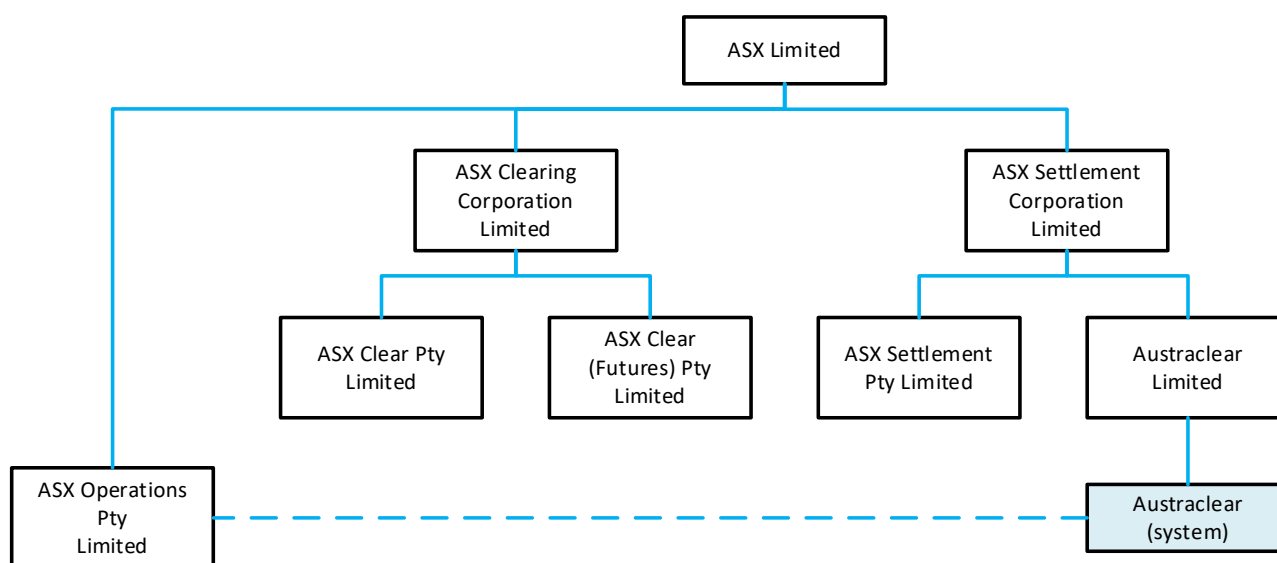 ASX Limited
ASX Clearing
Corporation
Limited
ASX Settlement
Corporation
Limited
ASX Clear Pty
Limited
ASX Clear
(Futures) Pty
Limited
ASX Settlement
Pty Limited
Austraclear
Limited
ASX Operations
Pty
Limited
Austraclear
(system)